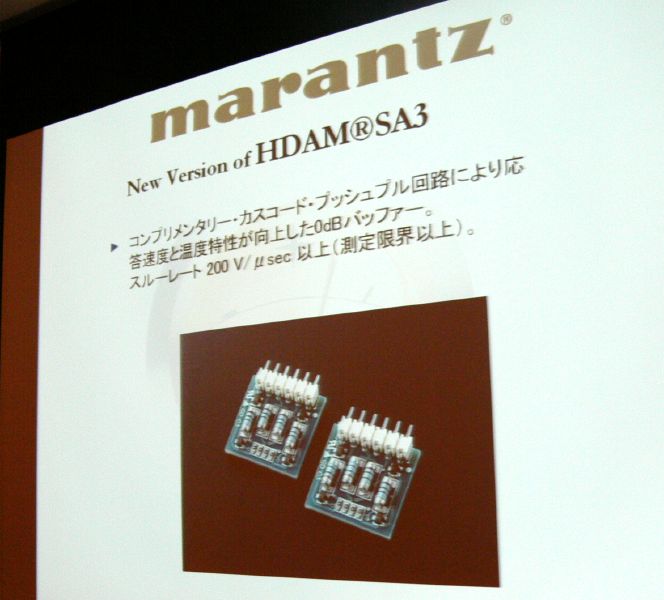 marantz®
New Version of HDAM®SA3
コンプリメンタリー・カスコード・プッシュプル回路により応
答速度と温度特性が向上した0dBバッファー。
スルーレート 200 V/μsec 以上（測定限界以上）。